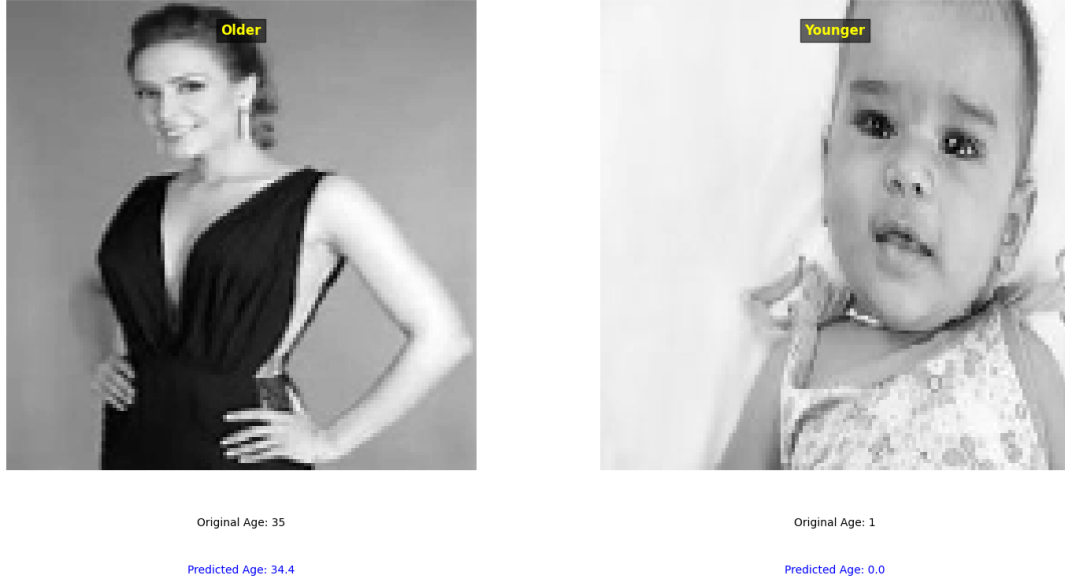 Older
Younger
Original Age: 35
Original Age: 1
Predicted Age: 34.4
Predicted Age: 0.0